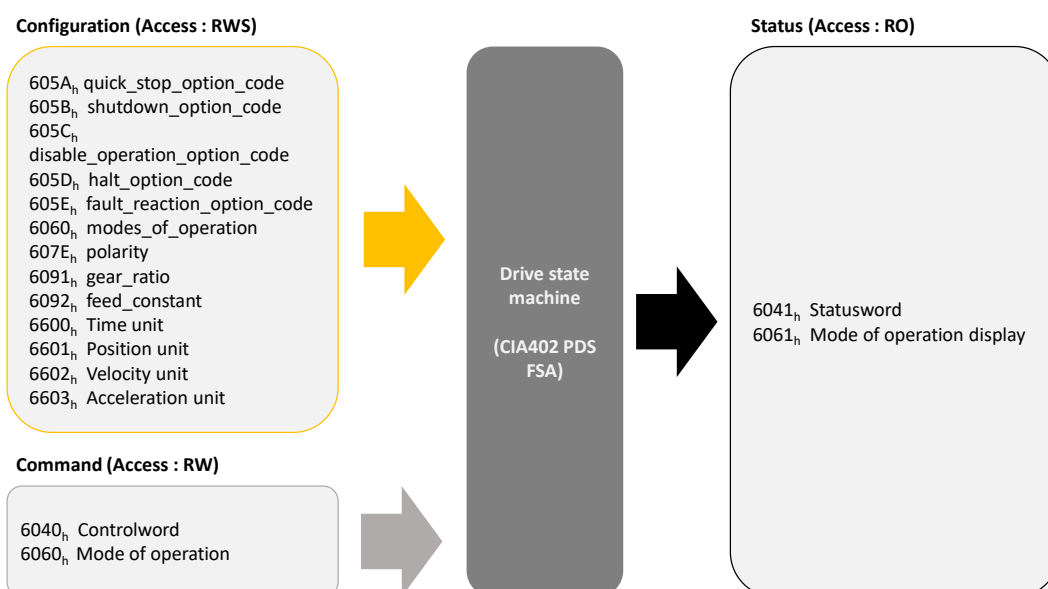 Configuration (Access : RWS)
605Ah quick_stop_option_code
605Bh shutdown_option_code
605Ch
disable_operation_option_code
605Dh halt_option_code
605Eh fault_reaction_option_code
6060h modes_of_operation
607Eh polarity
6091h gear_ratio
6092h feed_constant
6600h Time unit
6601h Position unit
6602h Velocity unit
6603h Acceleration unit
Command (Access : RW)
6040h Controlword
6060h Mode of operation
Drive state
machine
(CIA402 PDS
FSA)
Status (Access : RO)
6041h Statusword
6061h Mode of operation display